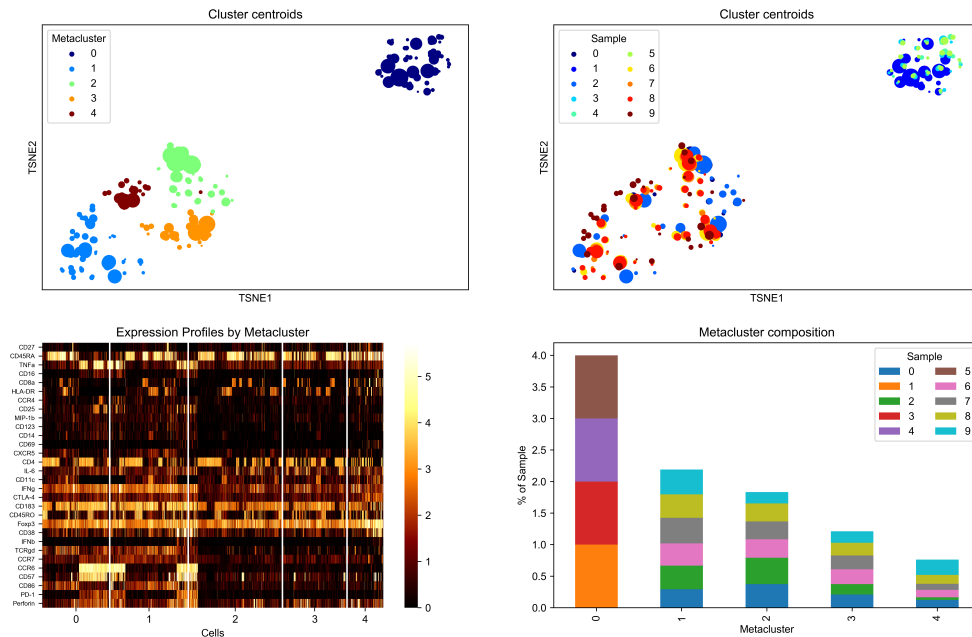 Cluster centroids
Metacluster
0
1
2
3
4
TSNE2
TSNE1
Cluster centroids
Sample
0 5
1 6
2 7
3 8
4 9
TSNE2
TSNE1
Expression Profiles by Metacluster
CD27
CD45RA
TNFa
CD16
CD8a
HLA-DR
CCR4
CD25
MIP-1b
CD123
CD14
CD69
CXCR5
CD4
IL-6
CD11c
IFNg
CTLA-4
CD183
CD45RO
Foxp3
CD38
IFNb
TCRgd
CCR7
CCR6
CD57
CD86
PD-1
Perforin
0 1 2 3 4
Cells
5
4
3
2
1
0
Metacluster composition
% of Sample
4.0
3.5
3.0
2.5
2.0
1.5
1.0
0.5
0.0
Sample
0 5
1 6
2 7
3 8
4 9
0 1 2 3 4
Metacluster